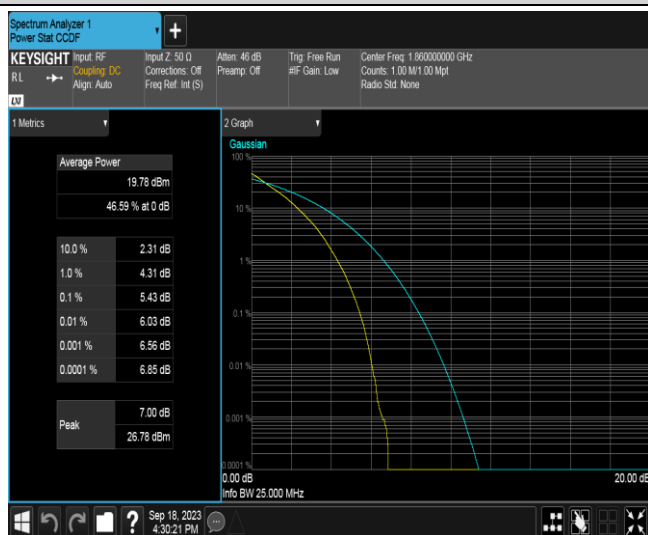 Spectrum Analyzer 1
Power Stat CCDF
KEYSIGHT
RL
LXI
Input: RF
Coupling: DC
Align: Auto
Input Z: 50 Ω
Corrections: Off
Freq Ref: Int (S)
Atten: 46 dB
Preamp: Off
Trig: Free Run
#IF Gain: Low
Center Freq: 1.860000000 GHz
Counts: 1.00 M/1.00 Mpt
Radio Std: None
1 Metrics
Average Power
19.78 dBm
46.59 % at 0 dB
10.0 % 2.31 dB
1.0 % 4.31 dB
0.1 % 5.43 dB
0.01 % 6.03 dB
0.001 % 6.56 dB
0.0001 % 6.85 dB
Peak
7.00 dB
26.78 dBm
2 Graph
Gaussian
100 %
10 %
1 %
0.1 %
0.01 %
0.001 %
0.0001 %
0.00 dB 20.00 dB
Info BW 25.000 MHz
?
Sep 18, 2023
4:30:21 PM